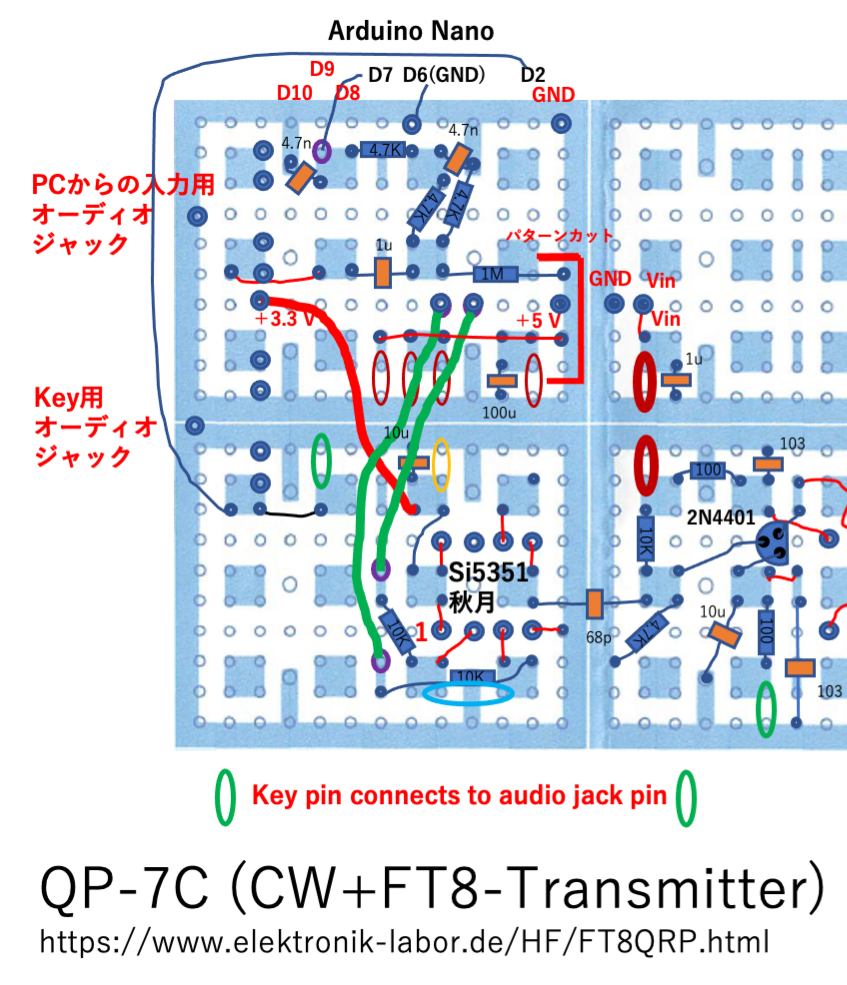 Arduino Nano
D9
D7
D6(GND)
D2
D10
D8
GND
4.7n
4.7K
4.7n
PCからの入力用
オーディオ
ジャック
4.7K
4.7K
パターンカット
1u
1M
GND
Vin
+3.3 V
+5 V
Vin
1u
100u
Key用
オーディオ
ジャック
10u
103
100
2N4401
10K
Si5351
秋月
10K
1
68p
4.7K
10u
100
10K
103
Key pin connects to audio jack pin
QP-7C (CW+FT8-Transmitter)
https://www.elektronik-labor.de/HF/FT8QRP.html